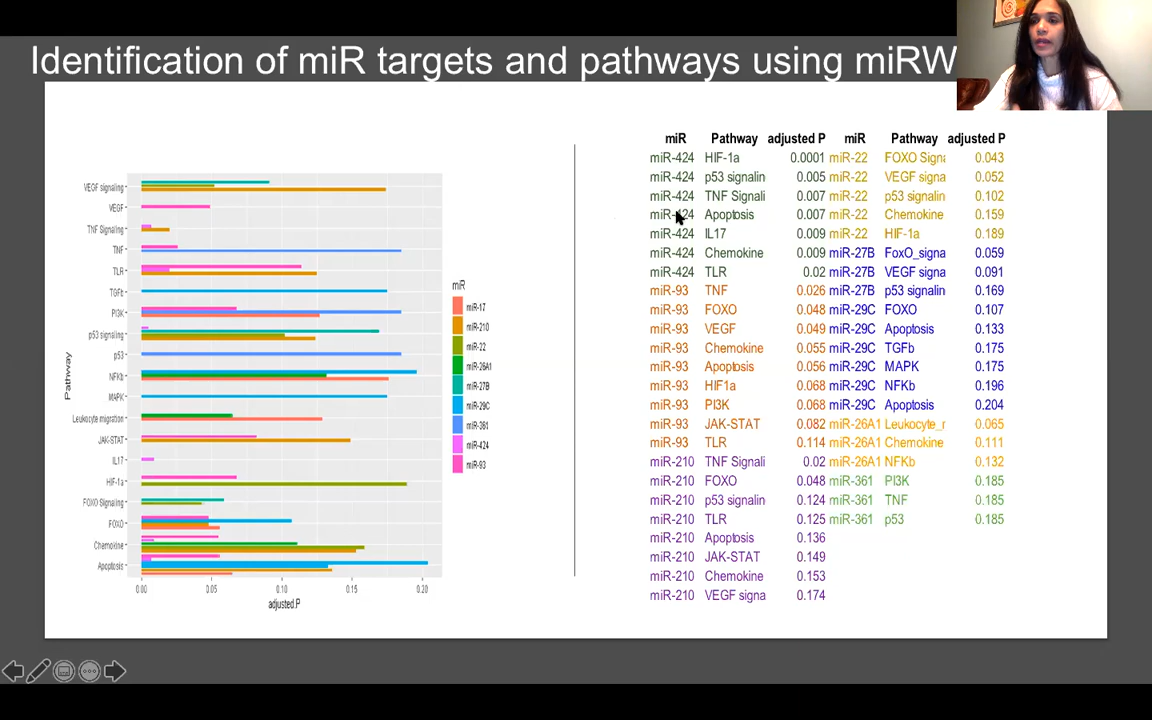 Identification of miR targets and pathways using miRW
VEGF signaling
VEGF
TNF Signaling
TNF
TLR
TGFb
PI3K
p53 signaling
p53
NFKb
MAPK
Leukocyte migration
JAK-STAT
IL17
HIF-1a
FOXO Signaling
FOXO
Chemokine
Apoptosis
Pathway
0.00 0.05 0.10 0.15 0.20
adjusted.P
miR
miR-17
miR-210
miR-22
miR-26A1
miR-27B
miR-29C
miR-361
miR-424
miR-93
miR Pathway adjusted P miR Pathway adjusted P
miR-424 HIF-1a 0.0001 miR-22 FOXO Signa 0.043
miR-424 p53 signalin 0.005 miR-22 VEGF signa 0.052
miR-424 TNF Signali 0.007 miR-22 p53 signalin 0.102
miR-424 Apoptosis 0.007 miR-22 Chemokine 0.159
miR-424 IL17 0.009 miR-22 HIF-1a 0.189
miR-424 Chemokine 0.009 miR-27B FoxO_signa 0.059
miR-424 TLR 0.02 miR-27B VEGF signa 0.091
miR-93 TNF 0.026 miR-27B p53 signalin 0.169
miR-93 FOXO 0.048 miR-29C FOXO 0.107
miR-93 VEGF 0.049 miR-29C Apoptosis 0.133
miR-93 Chemokine 0.055 miR-29C TGFb 0.175
miR-93 Apoptosis 0.056 miR-29C MAPK 0.175
miR-93 HIF1a 0.068 miR-29C NFKb 0.196
miR-93 PI3K 0.068 miR-29C Apoptosis 0.204
miR-93 JAK-STAT 0.082 miR-26A1 Leukocyte_r 0.065
miR-93 TLR 0.114 miR-26A1 Chemokine 0.111
miR-210 TNF Signali 0.02 miR-26A1 NFKb 0.132
miR-210 FOXO 0.048 miR-361 PI3K 0.185
miR-210 p53 signalin 0.124 miR-361 TNF 0.185
miR-210 TLR 0.125 miR-361 p53 0.185
miR-210 Apoptosis 0.136
miR-210 JAK-STAT 0.149
miR-210 Chemokine 0.153
miR-210 VEGF signa 0.174